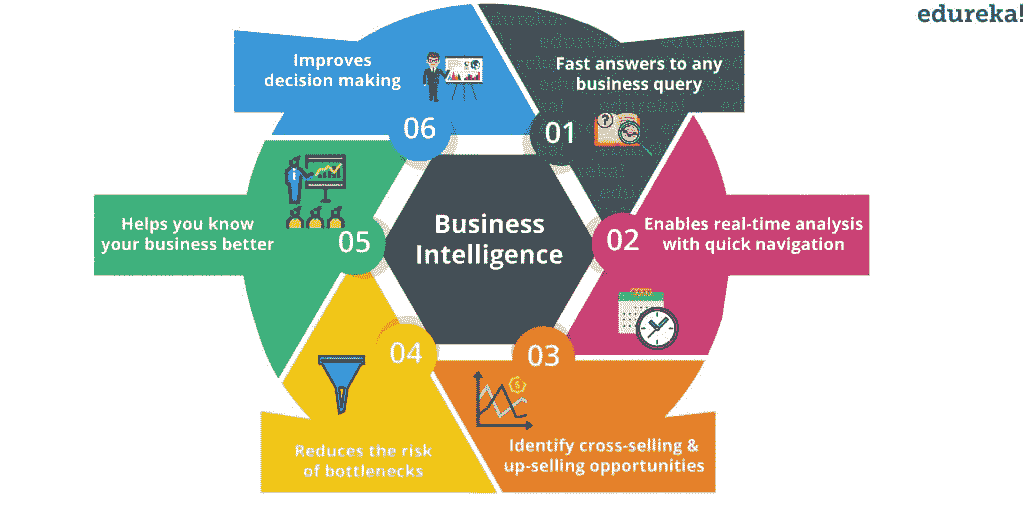 edureka!
Improves
decision making
06
Fast answers to any
business query
01
Helps you know
your business better
05
Business
Intelligence
02
Enables real-time analysis
with quick navigation
04
Reduces the risk
of bottlenecks
03
Identify cross-selling &
up-selling opportunities